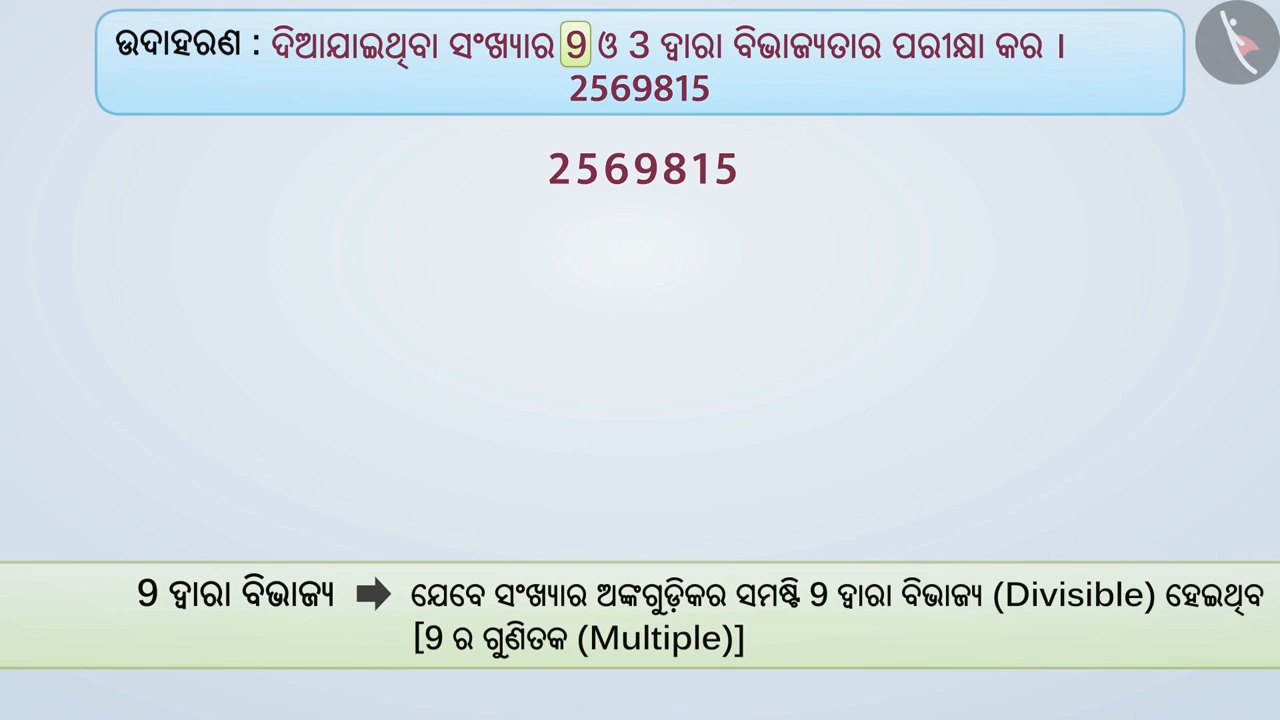 ଉଦାହରଣ : ଦିଆଯାଇଥିବା ସଂଖ୍ୟାର 9 ଓ 3 ଦ୍ୱାରା ବିଭାଜ୍ୟତାର ପରୀକ୍ଷା କର ।
2569815
2569815
9 ଦ୍ୱାରା ବିଭାଜ୍ୟ ➡ ଯେବେ ସଂଖ୍ୟାର ଅଙ୍କଗୁଡ଼ିକର ସମଷ୍ଟି 9 ଦ୍ୱାରା ବିଭାଜ୍ୟ (Divisible) ହେଇଥିବ
[9 ର ଗୁଣିତକ (Multiple)]